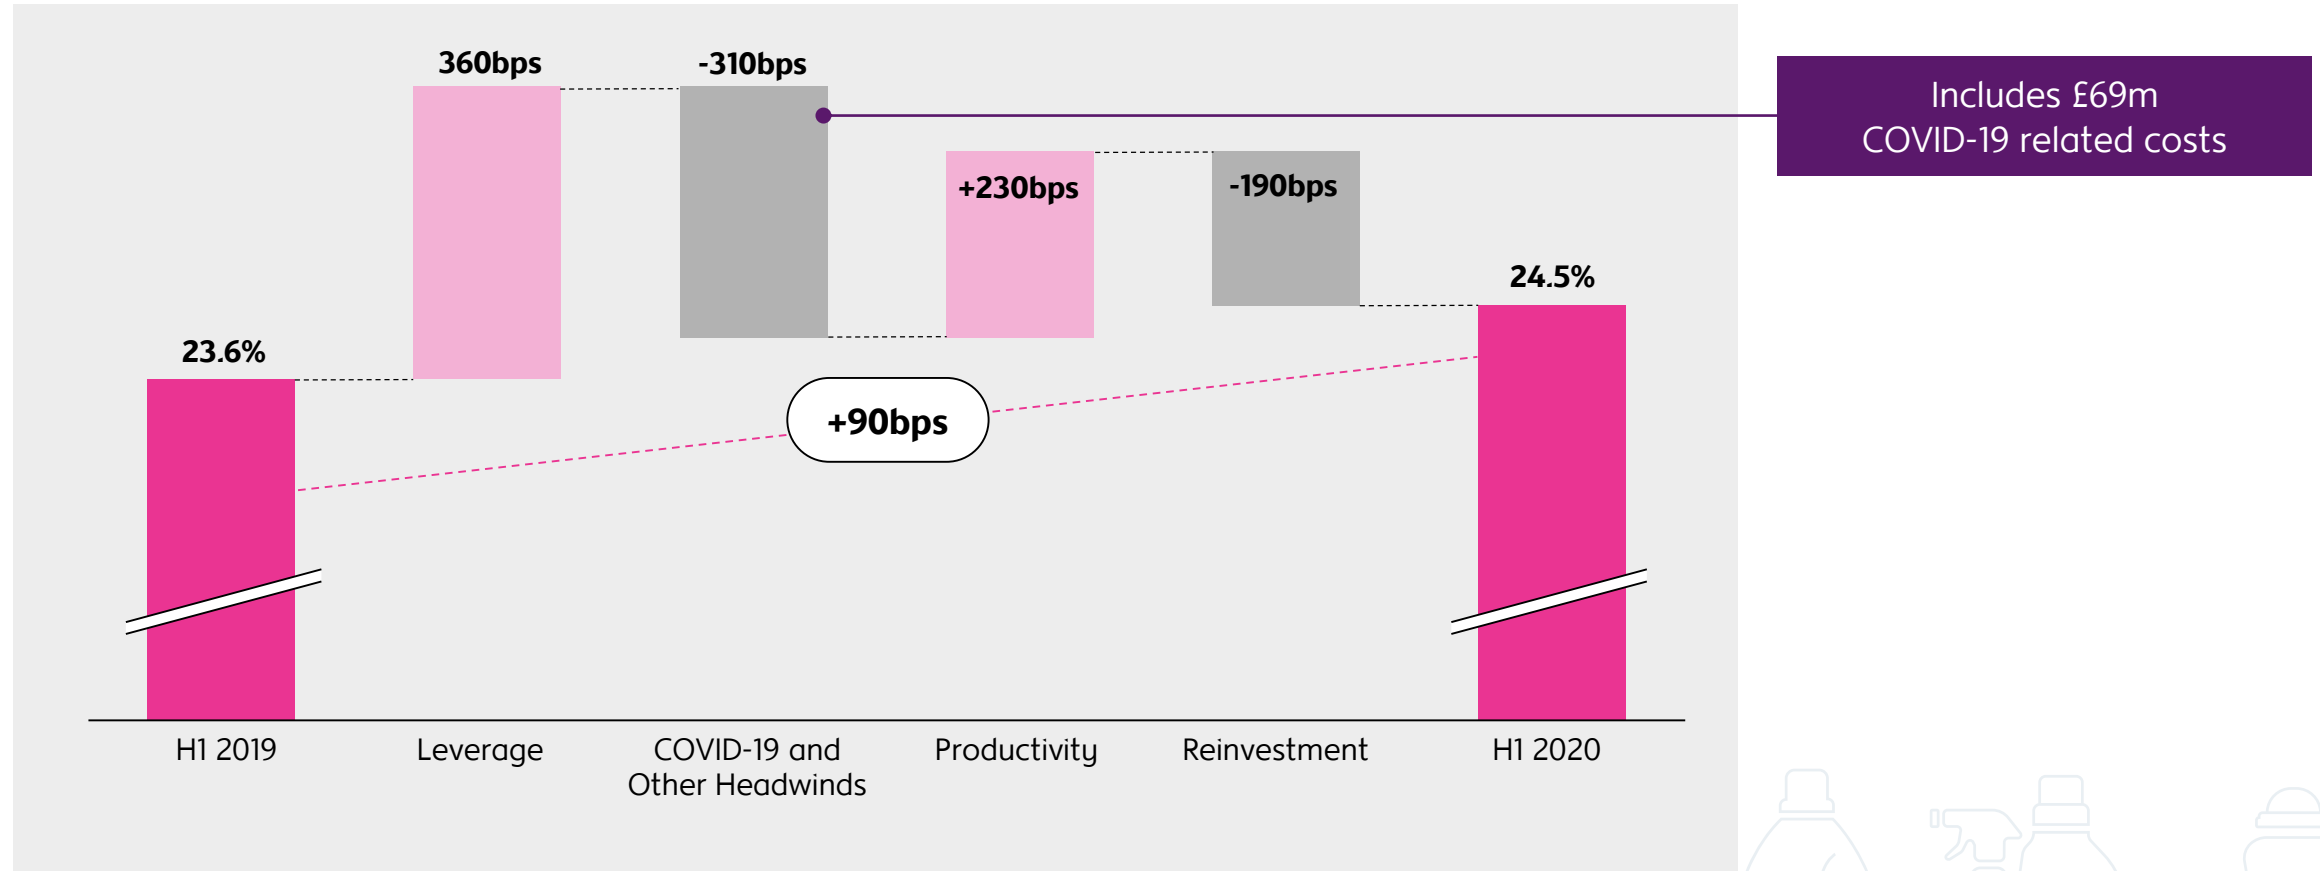 360bps
-310bps
Includes £69m
COVID-19 related costs
+230bps
-190bps
24.5%
23.6%
+90bps
H1 2019
Leverage
COVID-19 and
Other Headwinds
Productivity
Reinvestment
H1 2020